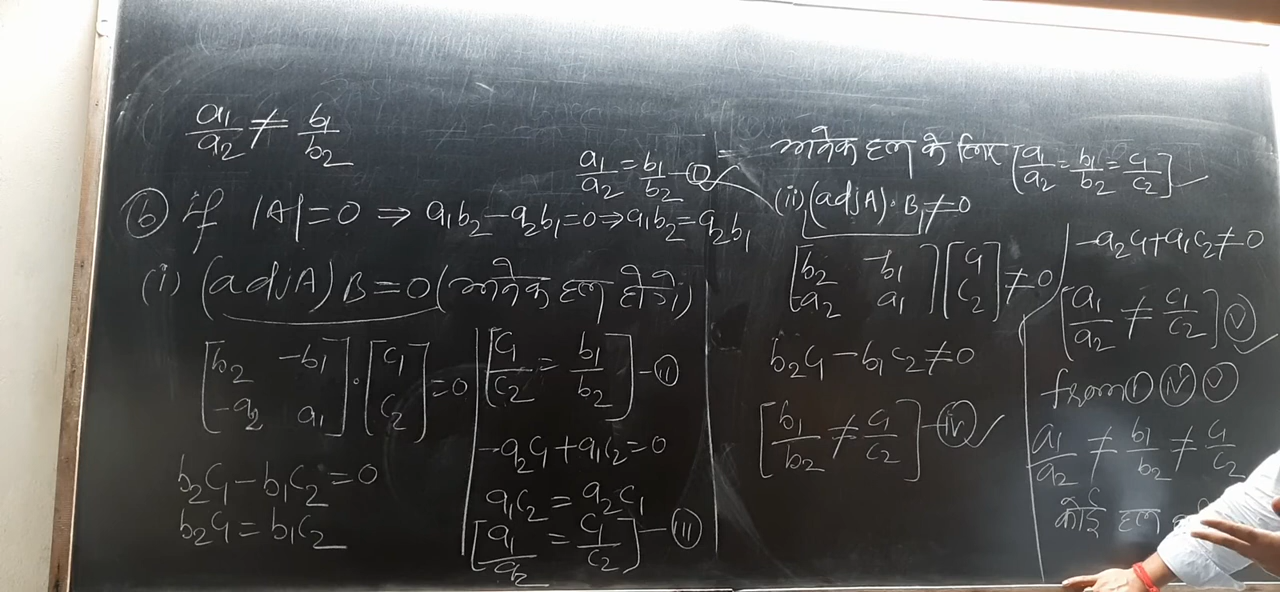 a₁/a₂ ≠ b₁/b₂
a₁/a₂ = b₁/b₂ —(i)
(b) if |A|=0 ⇒ a₁b₂−a₂b₁=0 ⇒ a₁b₂=a₂b₁
(i) (adjA)B=0 (अनेक हल होंगे)
[b₂ −b₁
−a₂ a₁]·[c₁
c₂]=0
b₂c₁−b₁c₂=0
b₂c₁=b₁c₂
[c₁/c₂ = b₁/b₂] —(ii)
−a₂c₁+a₁c₂=0
a₁c₂=a₂c₁
[a₁/a₂ = c₁/c₂] —(iii)
= अनेक हल के लिए [a₁/a₂ = b₁/b₂ = c₁/c₂]
(ii) (adjA)·B ≠0
[b₂ −b₁
−a₂ a₁][c₁
c₂] ≠0
b₂c₁−b₁c₂≠0
[b₁/b₂ ≠ c₁/c₂] —(iv)
−a₂c₁+a₁c₂≠0
[a₁/a₂ ≠ c₁/c₂] (v)
from (i) (iv) (v)
a₁/a₂ ≠ b₁/b₂ ≠ c₁/c₂
कोई हल